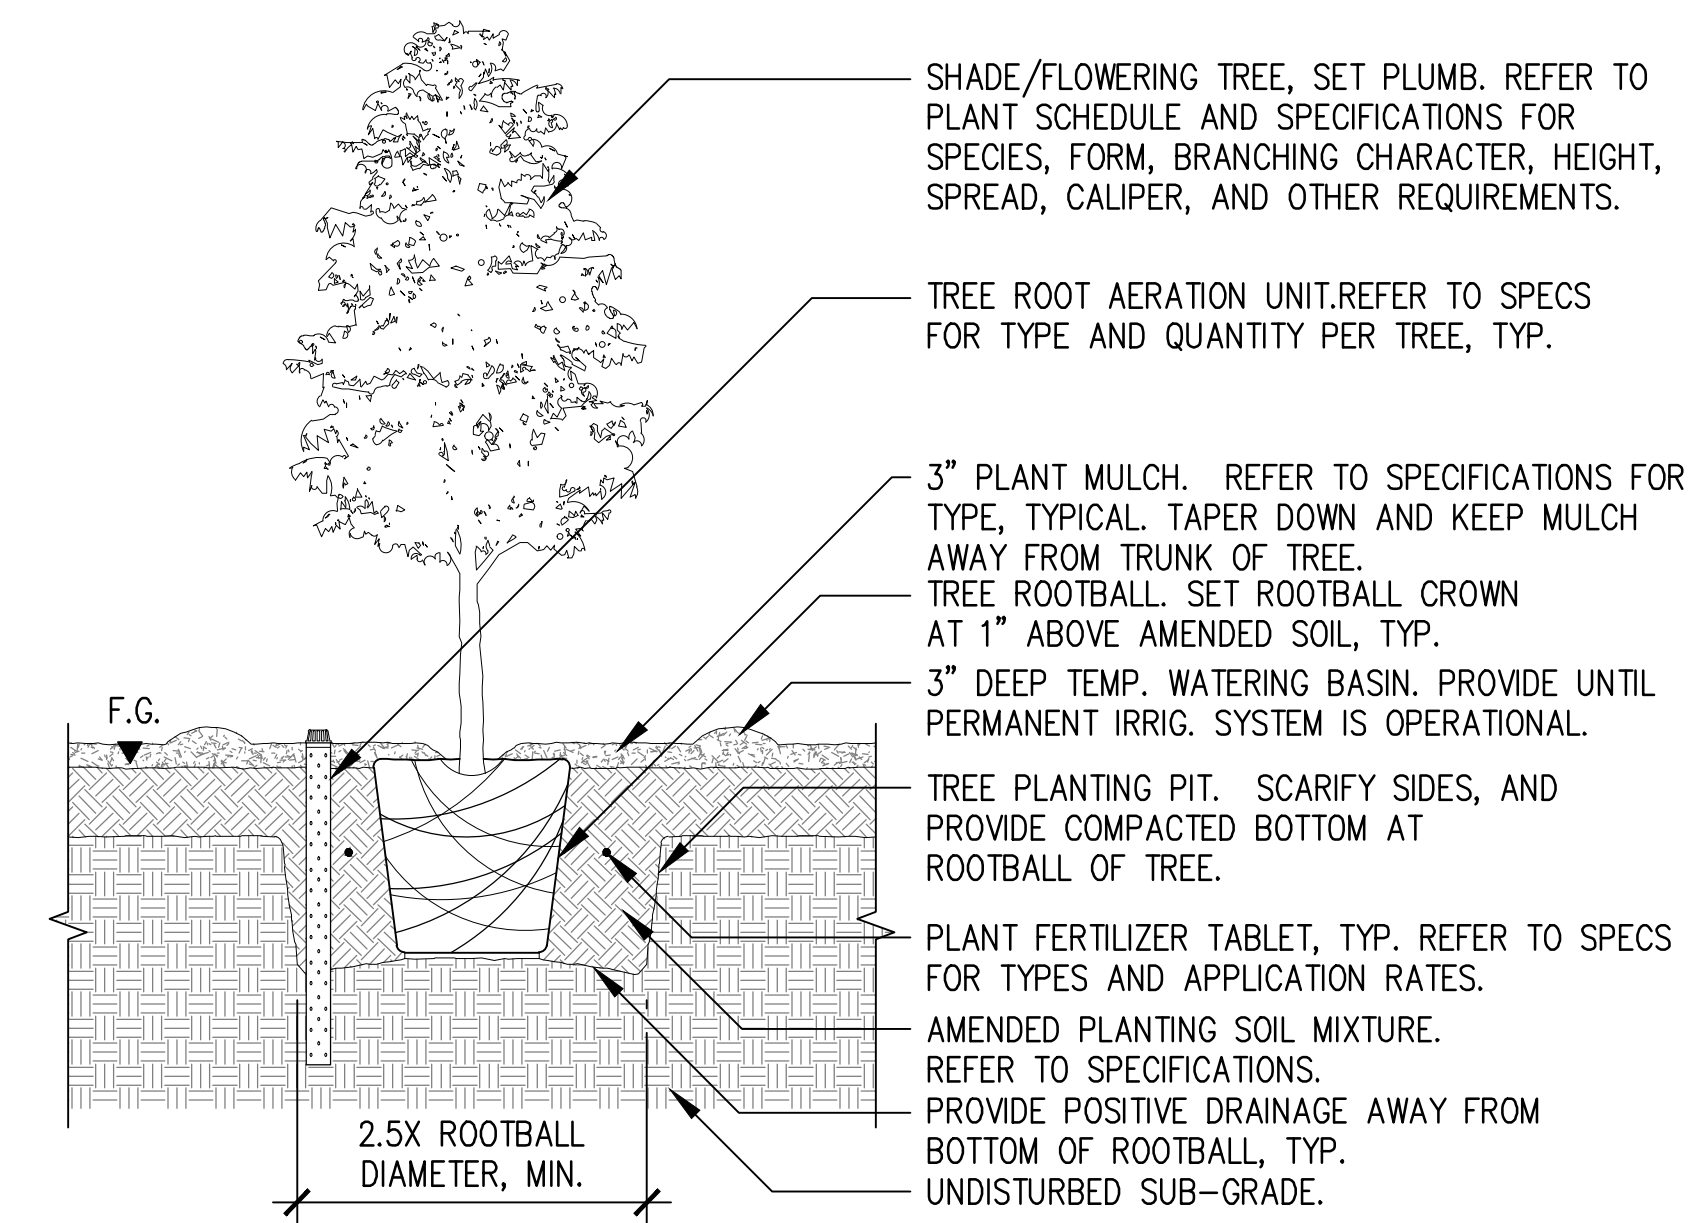 SHADE/FLOWERING TREE, SET PLUMB. REFER TO
PLANT SCHEDULE AND SPECIFICATIONS FOR
SPECIES, FORM, BRANCHING CHARACTER, HEIGHT,
SPREAD, CALIPER, AND OTHER REQUIREMENTS.
TREE ROOT AERATION UNIT.REFER TO SPECS
FOR TYPE AND QUANTITY PER TREE, TYP.
3” PLANT MULCH.  REFER TO SPECIFICATIONS FOR
TYPE, TYPICAL. TAPER DOWN AND KEEP MULCH
AWAY FROM TRUNK OF TREE.
TREE ROOTBALL. SET ROOTBALL CROWN
AT 1” ABOVE AMENDED SOIL, TYP.
3” DEEP TEMP. WATERING BASIN. PROVIDE UNTIL
PERMANENT IRRIG. SYSTEM IS OPERATIONAL.
F.G.
TREE PLANTING PIT.  SCARIFY SIDES, AND
PROVIDE COMPACTED BOTTOM AT
ROOTBALL OF TREE.
PLANT FERTILIZER TABLET, TYP. REFER TO SPECS
FOR TYPES AND APPLICATION RATES.
AMENDED PLANTING SOIL MIXTURE.
REFER TO SPECIFICATIONS.
PROVIDE POSITIVE DRAINAGE AWAY FROM
BOTTOM OF ROOTBALL, TYP.
UNDISTURBED SUB-GRADE.
2.5X ROOTBALL
DIAMETER, MIN.